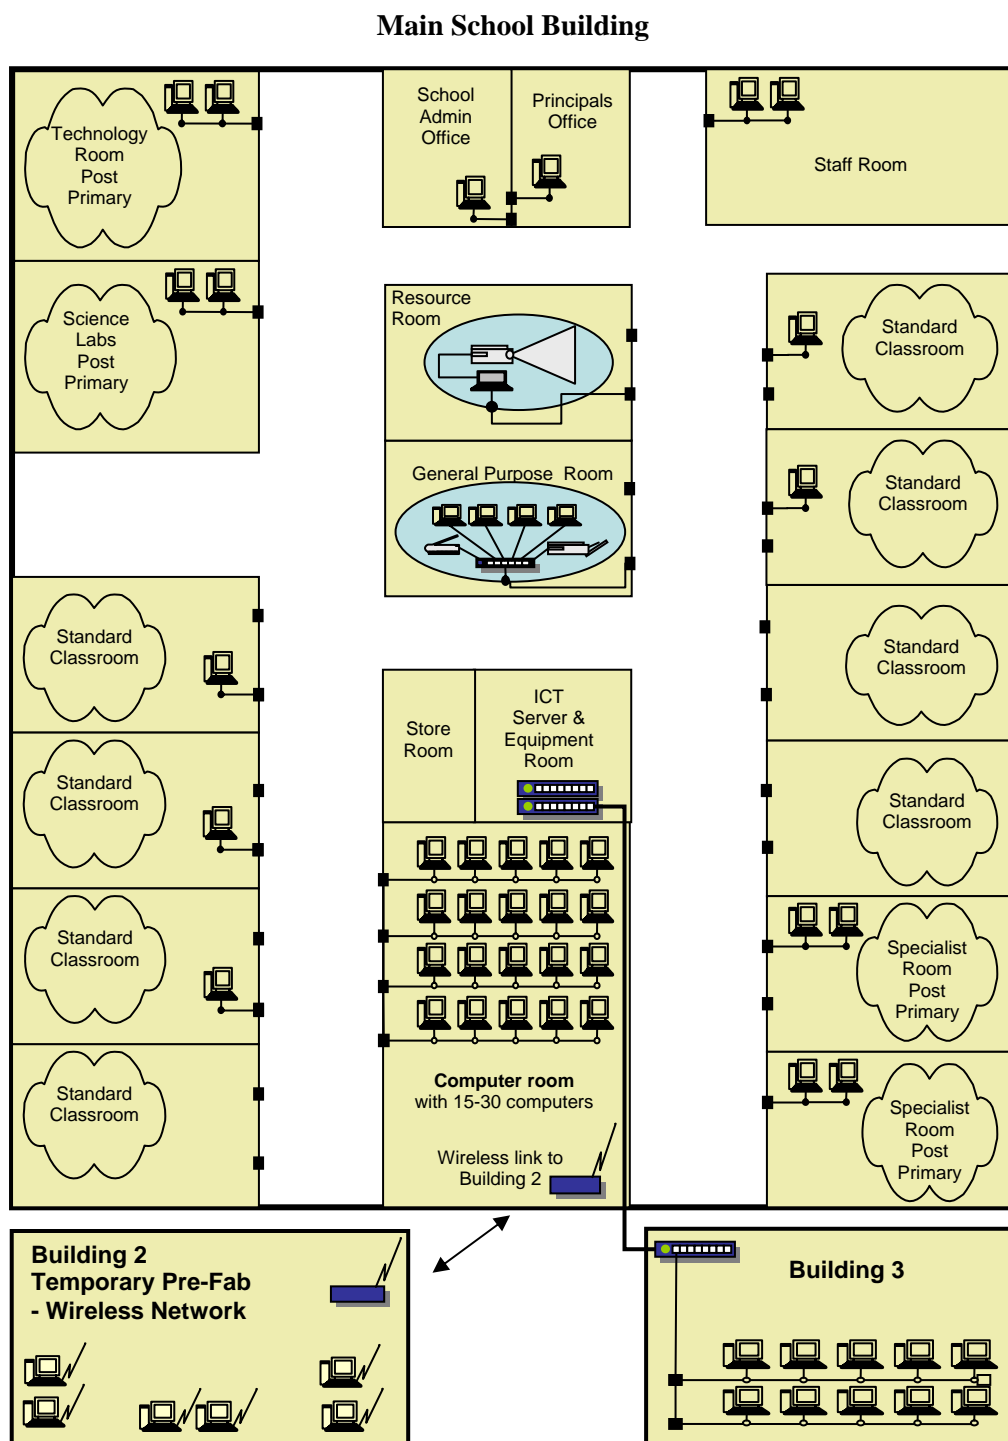 Main School Building
Technology
Room
Post
Primary
School
Admin
Office
Principals
Office
Staff Room
Science
Labs
Post
Primary
Resource
Room
Standard
Classroom
General Purpose  Room
Standard
Classroom
Standard
Classroom
Standard
Classroom
Store
Room
ICT
Server &
Equipment
Room
Standard
Classroom
Standard
Classroom
Standard
Classroom
Specialist
Room
Post
Primary
Standard
Classroom
Computer room
with 15-30 computers
Specialist
Room
Post
Primary
Wireless link to
Building 2
Building 2
Temporary Pre-Fab
- Wireless Network
Building 3